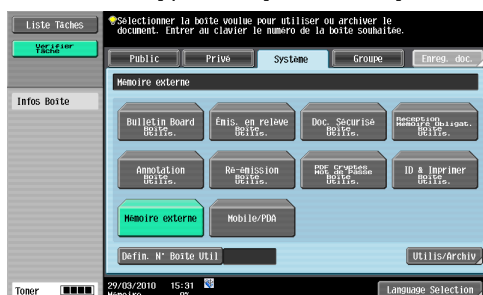 Liste Tâches
Sélectionner la boîte voulue pour utiliser ou archiver le
document. Entrer au clavier le numéro de la boîte souhaitée.
Vérifier
Tâche
Public
Privé
Système
Groupe
Enreg. doc.
Mémoire externe
Infos Boîte
Bulletin Board
Boîte
Utilis.
Émis. en relève
Boîte
Utilis.
Doc. Sécurisé
Boîte
Utilis.
Réception
Mémoire Obligat.
Boîte
Utilis.
Annotation
Boîte
Utilis.
Ré-émission
Boîte
Utilis.
PDF Cryptés
Mot de Passe
Boîte
Utilis.
ID & Imprimer
Boîte
Utilis.
Mémoire externe
Mobile/PDA
Défin. N° Boîte Util
Utilis/Archiv
Toner
29/03/2010 15:31
Mémoire 0%
Language Selection